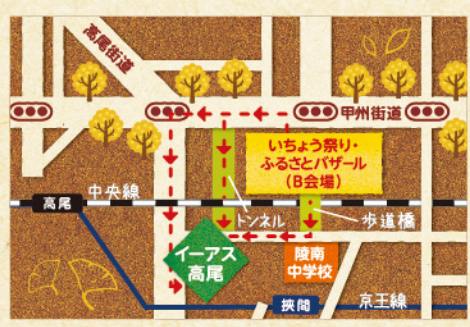 高尾街道
甲州街道
いちょう祭り・
ふるさとバザール
（B会場）
中央線
高尾
トンネル
歩道橋
イーアス
高尾
陵南
中学校
狭間
京王線